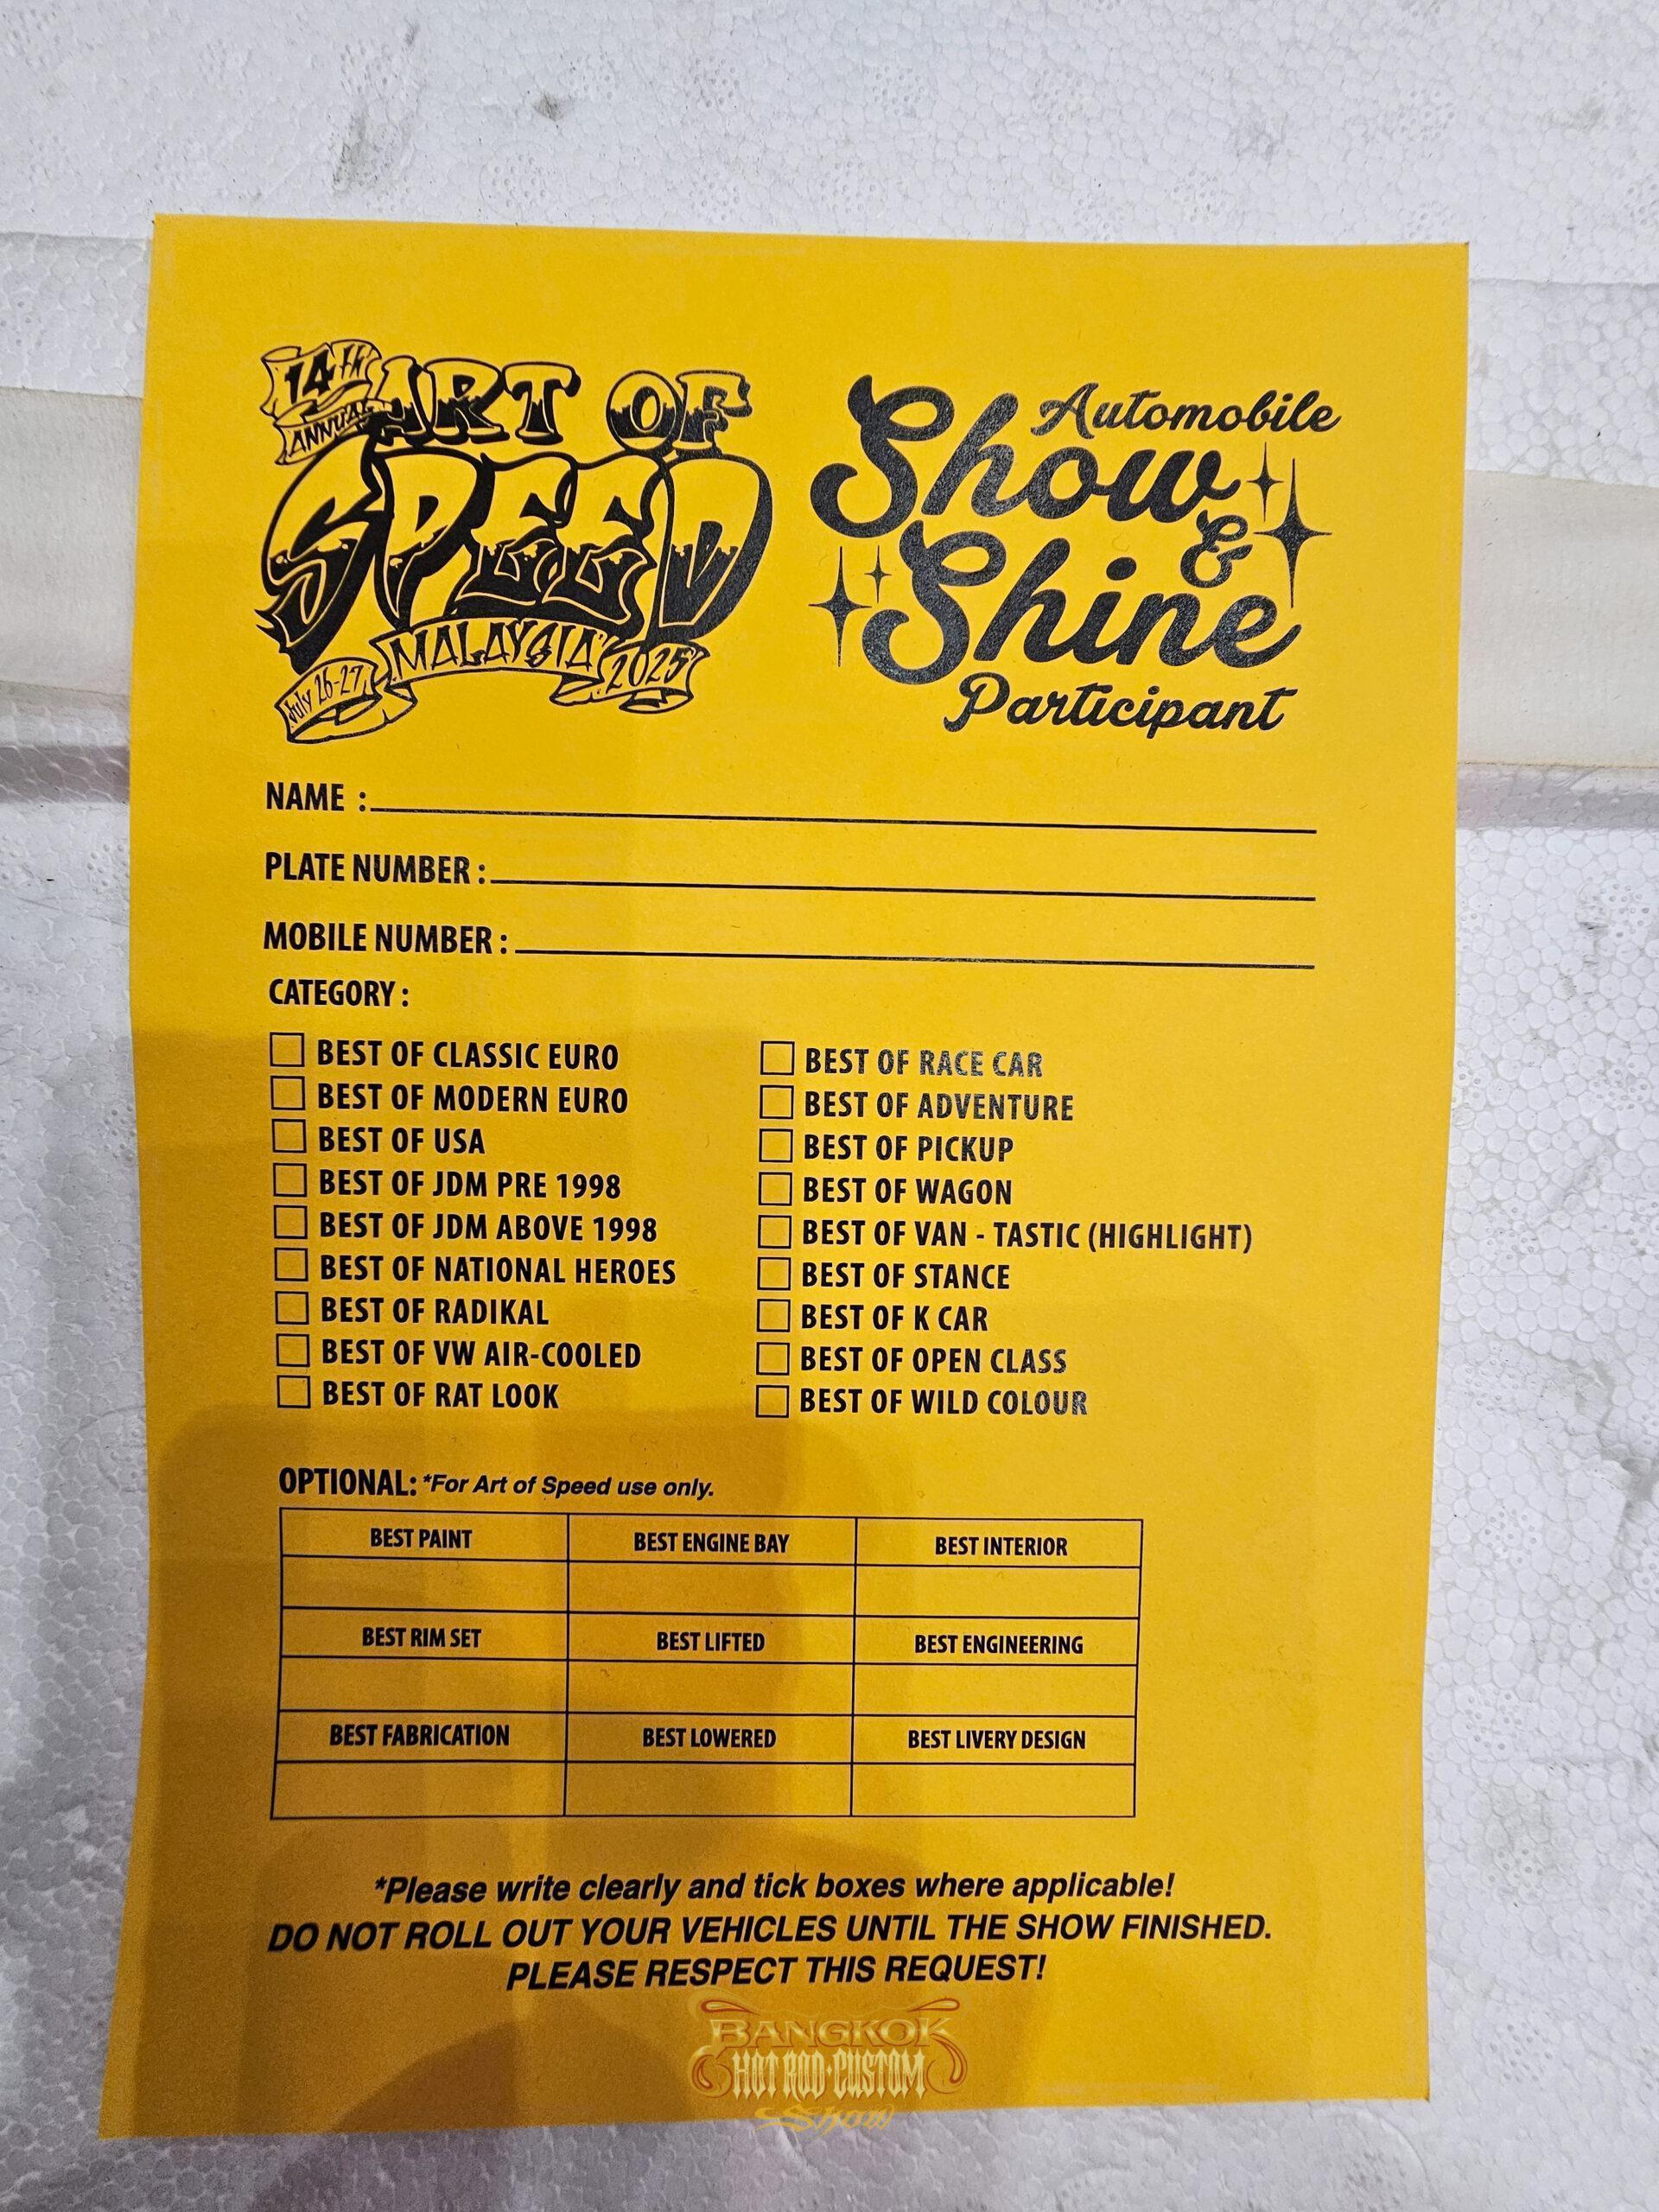 14th ANNUAL
ART OF
SPEED
MALAYSIA
July 26-27, 2025
Automobile
Show
&
Shine
Participant
NAME :
PLATE NUMBER :
MOBILE NUMBER :
CATEGORY :
BEST OF CLASSIC EURO
BEST OF MODERN EURO
BEST OF USA
BEST OF JDM PRE 1998
BEST OF JDM ABOVE 1998
BEST OF NATIONAL HEROES
BEST OF RADIKAL
BEST OF VW AIR-COOLED
BEST OF RAT LOOK
BEST OF RACE CAR
BEST OF ADVENTURE
BEST OF PICKUP
BEST OF WAGON
BEST OF VAN - TASTIC (HIGHLIGHT)
BEST OF STANCE
BEST OF K CAR
BEST OF OPEN CLASS
BEST OF WILD COLOUR
OPTIONAL: *For Art of Speed use only.
BEST PAINT BEST ENGINE BAY BEST INTERIOR
BEST RIM SET BEST LIFTED BEST ENGINEERING
BEST FABRICATION BEST LOWERED BEST LIVERY DESIGN
*Please write clearly and tick boxes where applicable!
DO NOT ROLL OUT YOUR VEHICLES UNTIL THE SHOW FINISHED.
PLEASE RESPECT THIS REQUEST!
BANGKOK
HOT ROD•CUSTOM
Show